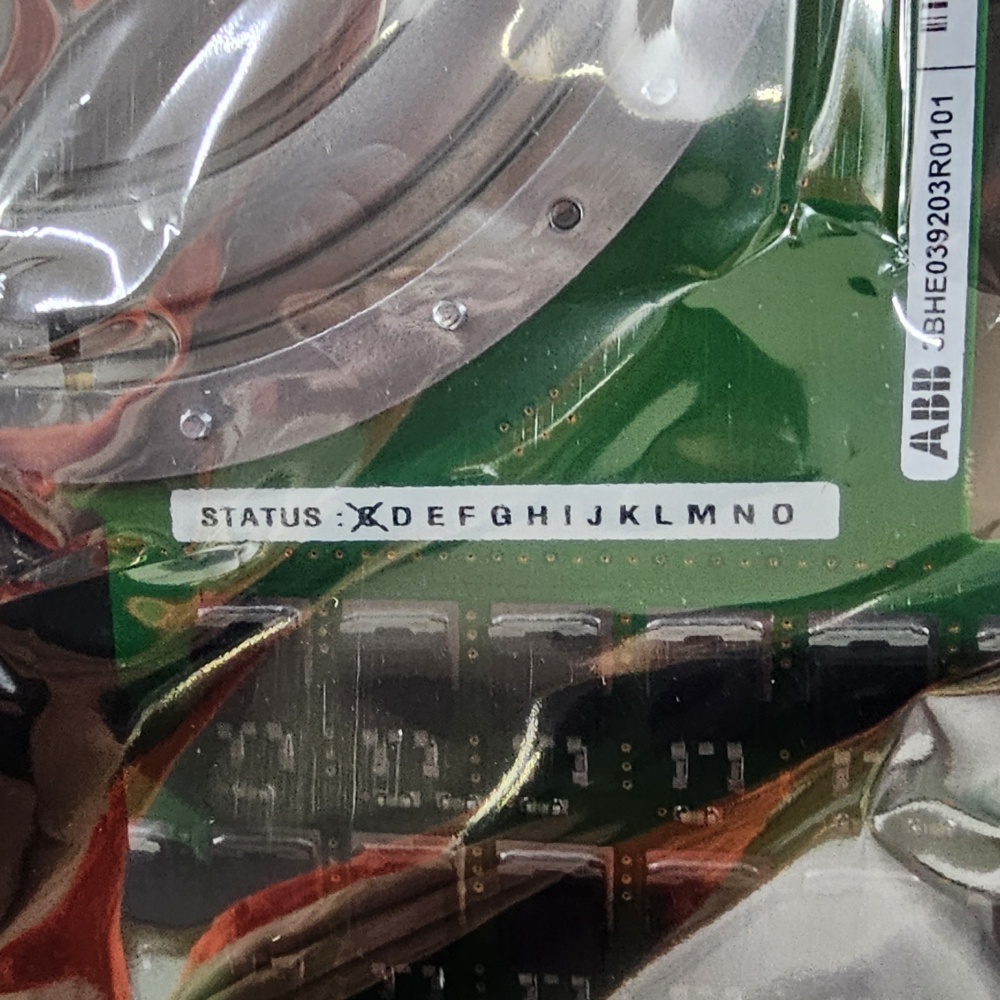 ABB 3BHE039203R0101
STATUS : C D E F G H I J K L M N O